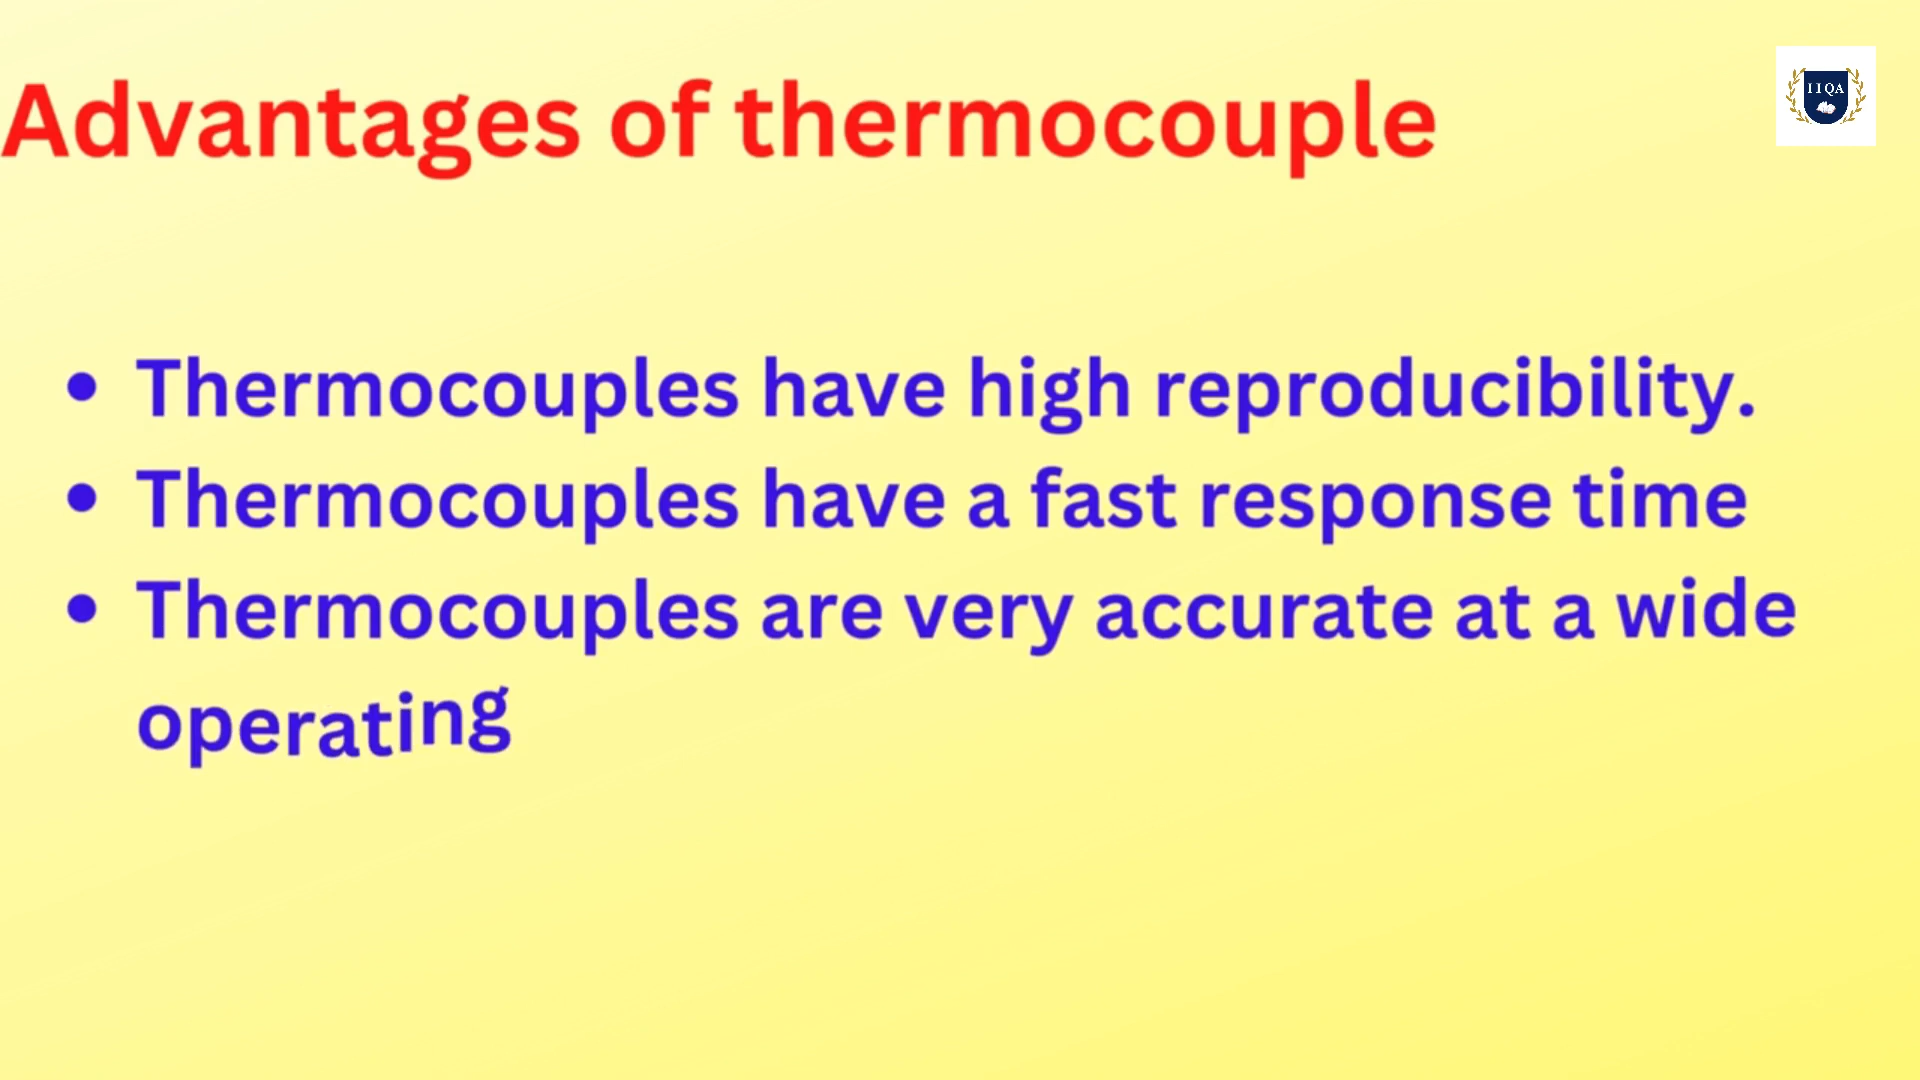 Advantages of thermocouple
IIQA
• Thermocouples have high reproducibility.
• Thermocouples have a fast response time
• Thermocouples are very accurate at a wide
operating